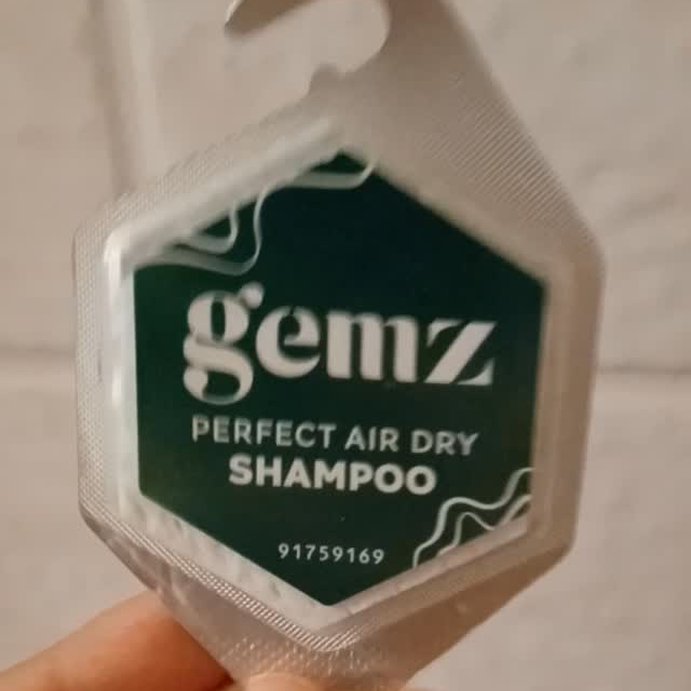 gemz
PERFECT AIR DRY
SHAMPOO
91759169